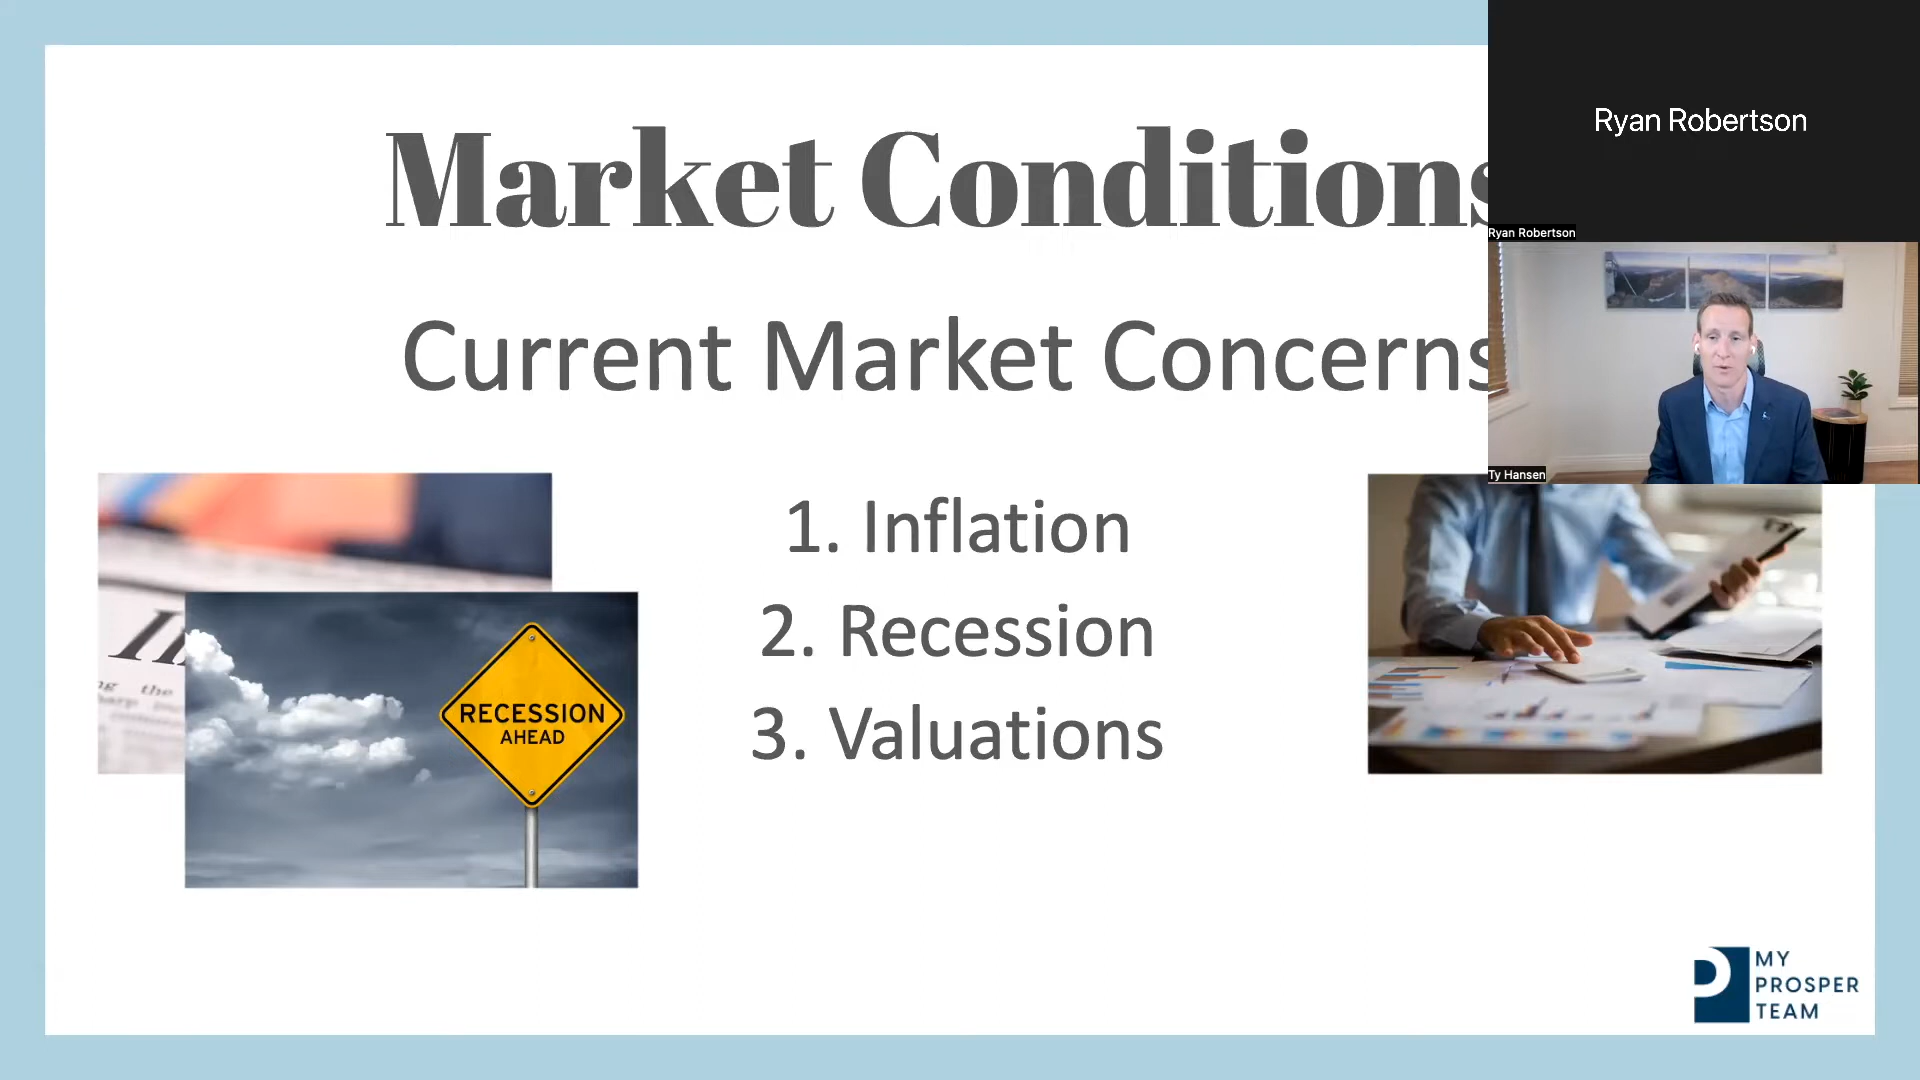 Market Conditions
Ryan Robertson
Ryan Robertson
Current Market Concerns
Ty Hansen
1. Inflation
2. Recession
3. Valuations
RECESSION
AHEAD
the
MY
PROSPER
TEAM